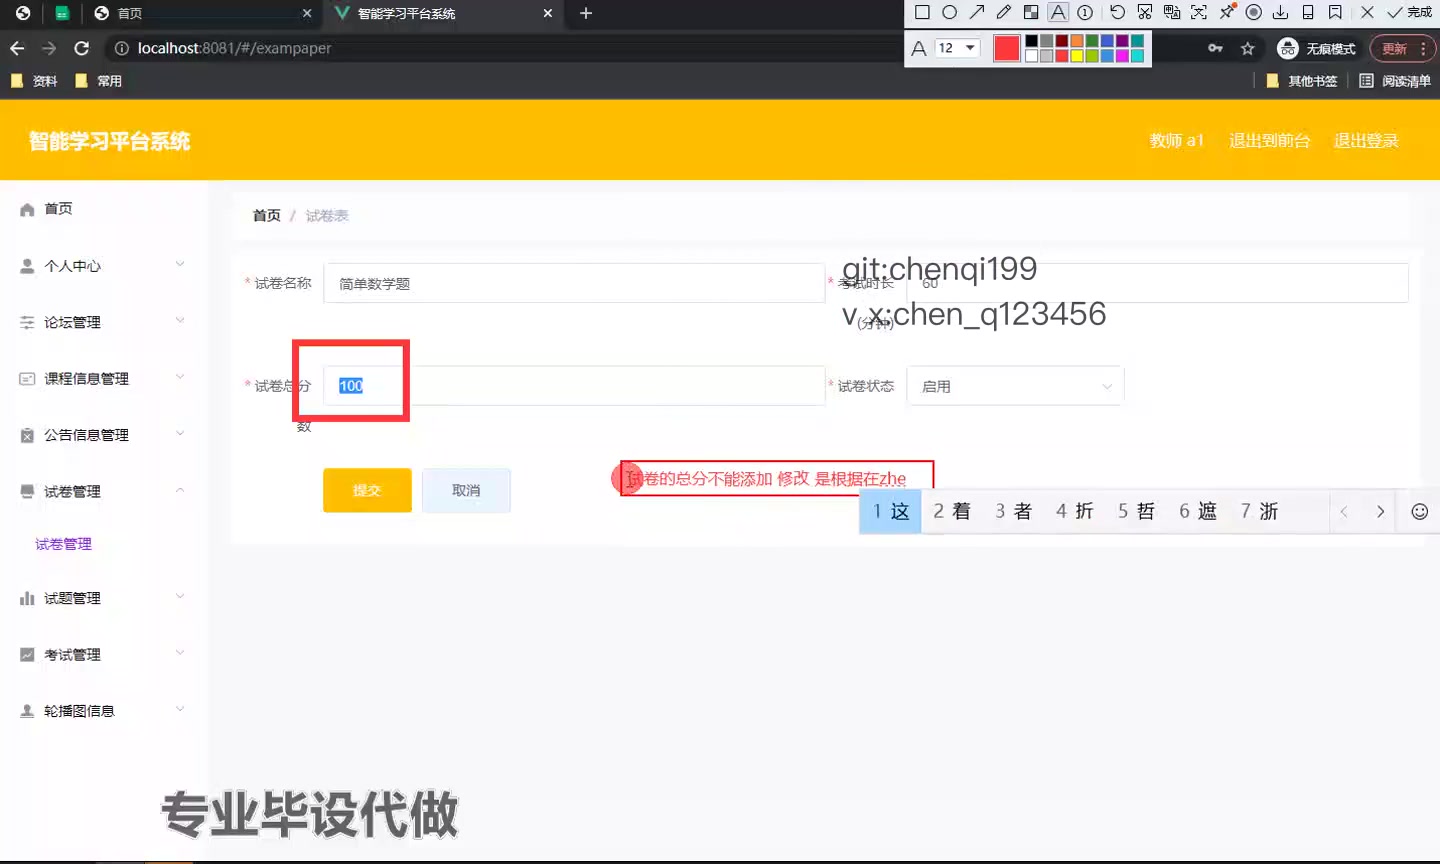 首页
智能学习平台系统
12
完成
localhost:8081/#/exampaper
无痕模式
更新
资料
常用
其他书签
阅读清单
智能学习平台系统
教师 a1
退出到前台
退出登录
首页
个人中心
论坛管理
课程信息管理
公告信息管理
试卷管理
试卷管理
试题管理
考试管理
轮播图信息
首页 / 试卷表
* 试卷名称
简单数学题
* 考试时长
(分钟)
60
git:chenqi199
v x:chen_q123456
* 试卷总分
数
100
* 试卷状态
启用
提交
取消
试卷的总分不能添加 修改 是根据在zhe
1 这 2 着 3 者 4 折 5 哲 6 遮 7 浙
专业毕设代做